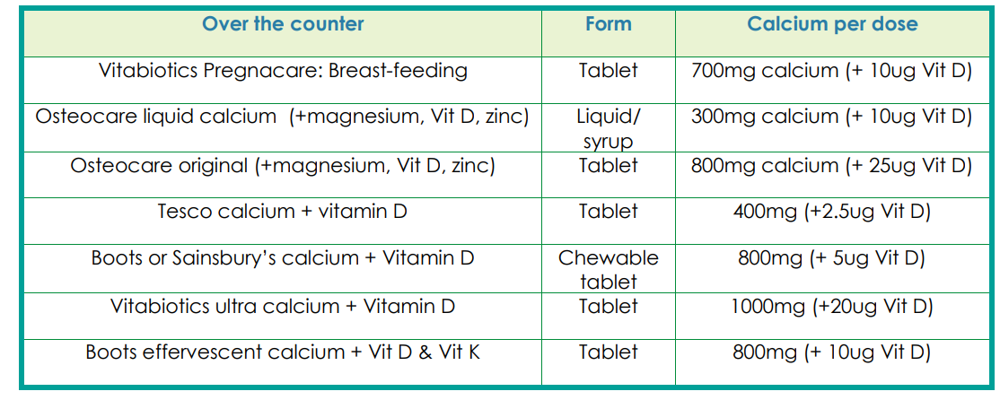 Over the counter Form Calcium per dose
Vitabiotics Pregnacare: Breast-feeding Tablet 700mg calcium (+ 10ug Vit D)
Osteocare liquid calcium (+magnesium, Vit D, zinc) Liquid/ 300mg calcium (+ 10ug Vit D)
syrup
Osteocare original (+magnesium, Vit D, zinc) Tablet 800mg calcium (+ 25ug Vit D)
Tesco calcium + vitamin D Tablet 400mg (+2.5ug Vit D)
Boots or Sainsbury's calcium + Vitamin D Chewable 800mg (+ 5ug Vit D)
tablet
Vitabiotics ultra calcium + Vitamin D Tablet 1000mg (+20ug Vit D)
Boots effervescent calcium + Vit D & Vit K Tablet 800mg (+ 10ug Vit D)